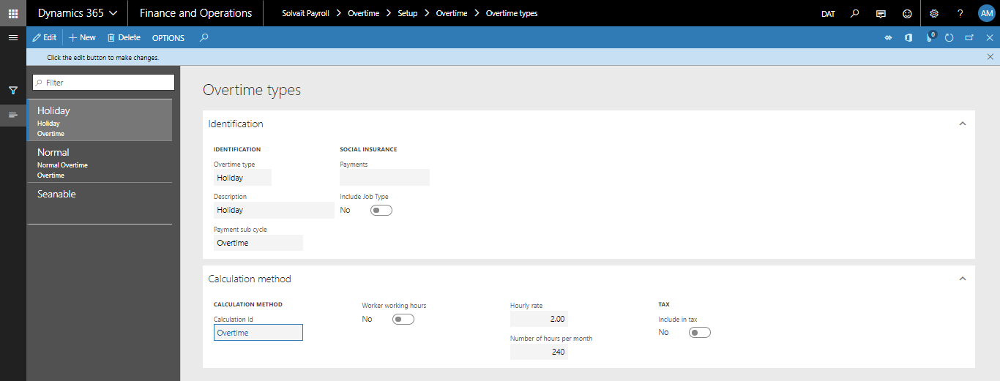 Dynamics 365 Finance and Operations Solvait Payroll > Overtime > Setup > Overtime > Overtime types DAT ? AM
Edit + New Delete OPTIONS 0
Click the edit button to make changes.
Filter
Holiday
Holiday
Overtime
Normal
Normal Overtime
Overtime
Seanable
Overtime types
Identification
IDENTIFICATION
Overtime type
Holiday
Description
Holiday
Payment sub cycle
Overtime
SOCIAL INSURANCE
Payments
Include Job Type
No
Calculation method
CALCULATION METHOD
Calculation Id
Overtime
Worker working hours
No
Hourly rate
2.00
Number of hours per month
240
TAX
Include in tax
No